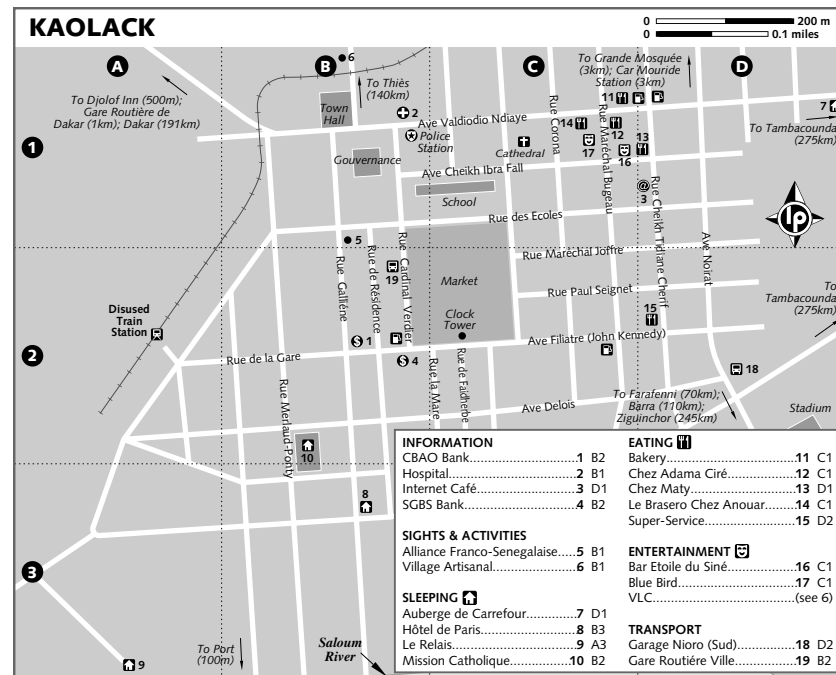 KAOLACK
0 200 m
0 0.1 miles
A
B
C
D
1
2
3
To Djolof Inn (500m);
Gare Routière de
Dakar (1km); Dakar (191km)
6
To Thiès
(140km)
Town
Hall
2
Ave Valdiodio Ndiaye
Police
Station
Gouvernance
Cathedral
Ave Cheikh Ibra Fall
School
Rue des Ecoles
To Grande Mosquée
(3km); Car Mouride
Station (3km)
11
14
12
13
17
16
3
7
To Tambacounda
(275km)
Rue Corona
Rue Maréchal Bugeau
Rue Cheikh Tidiane Cherif
Ave Noirat
lp
5
Rue Galliéne
Rue de Résidence
Rue Cardinal Verdier
19
Market
Clock
Tower
Rue Maréchal Joffre
Rue Paul Seignet
15
To
Tambacounda
(275km)
Disused
Train
Station
Rue de la Gare
1
4
Ave Filiatre (John Kennedy)
18
Rue Merlaud-Ponty
Rue la Mare
Rue de Faidherbe
Ave Delois
To Farafenni (70km);
Barra (110km);
Ziguinchor (245km)
Stadium
10
8
9
To Port
(100m)
Saloum
River
INFORMATION
CBAO Bank 1 B2
Hospital 2 B1
Internet Café 3 D1
SGBS Bank 4 B2
SIGHTS & ACTIVITIES
Alliance Franco-Senegalaise 5 B1
Village Artisanal 6 B1
SLEEPING
Auberge de Carrefour 7 D1
Hôtel de Paris 8 B3
Le Relais 9 A3
Mission Catholique 10 B2
EATING
Bakery 11 C1
Chez Adama Ciré 12 C1
Chez Maty 13 D1
Le Brasero Chez Anouar 14 C1
Super-Service 15 D2
ENTERTAINMENT
Bar Etoile du Siné 16 C1
Blue Bird 17 C1
VLC (see 6)
TRANSPORT
Garage Nioro (Sud) 18 D2
Gare Routiére Ville 19 B2